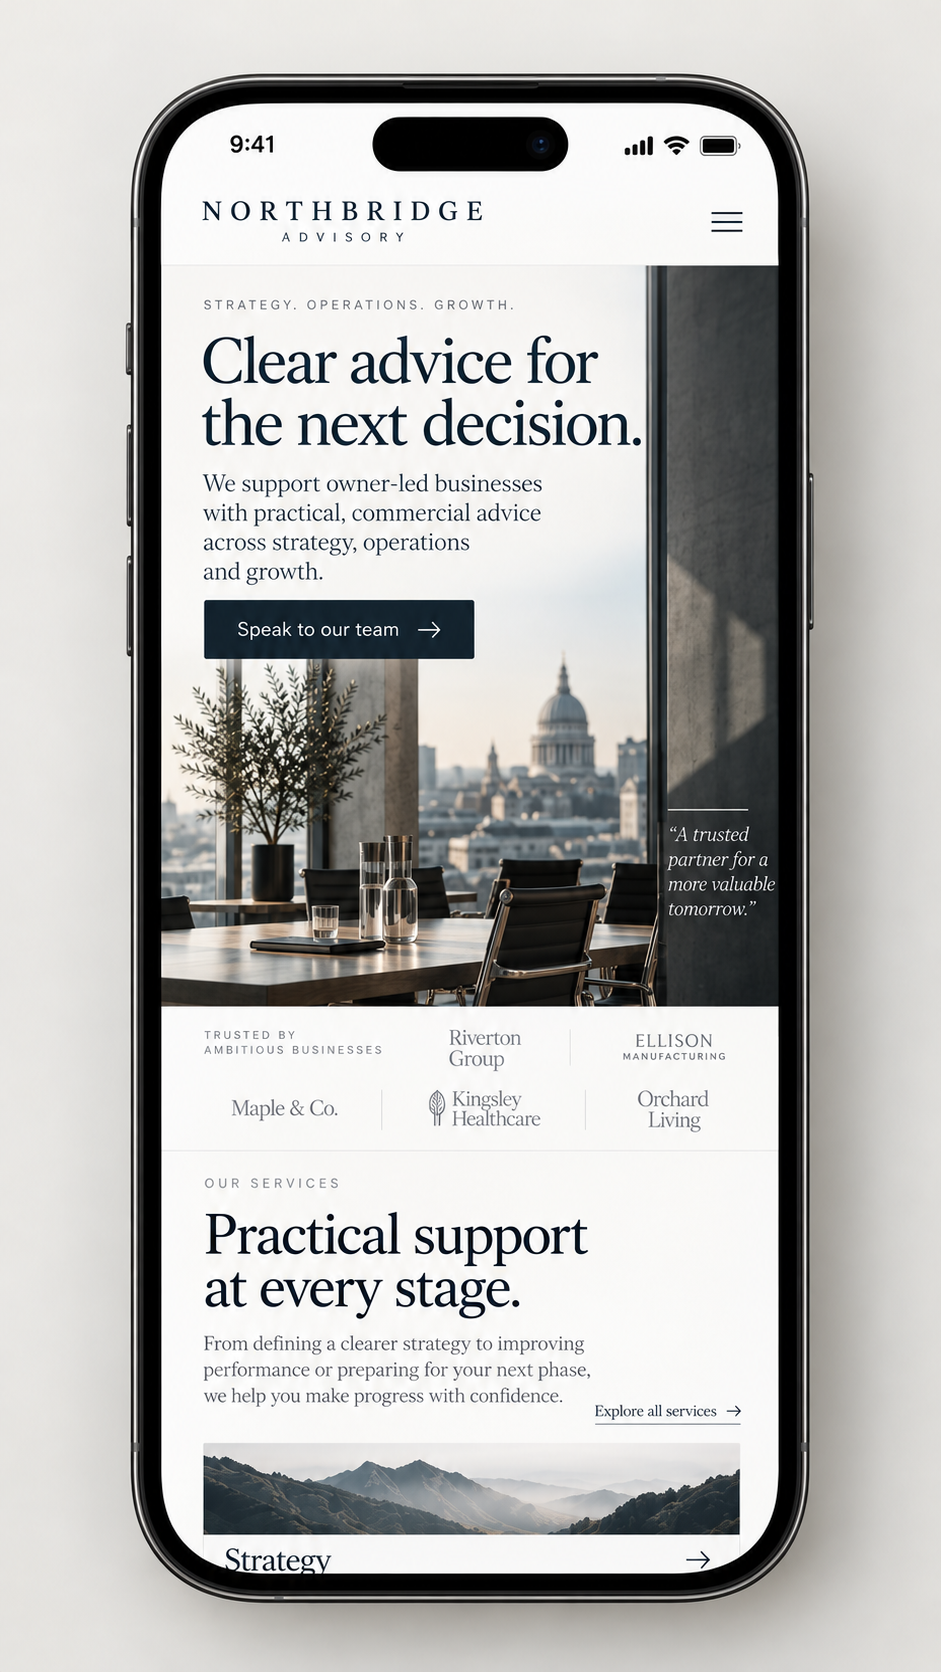 9:41
NORTHBRIDGE
ADVISORY
STRATEGY. OPERATIONS. GROWTH.
Clear advice for
the next decision.
We support owner-led businesses
with practical, commercial advice
across strategy, operations
and growth.
Speak to our team
“A trusted
partner for a
more valuable
tomorrow.”
TRUSTED BY
AMBITIOUS BUSINESSES
Riverton
Group
ELLISON
MANUFACTURING
Maple & Co.
Kingsley
Healthcare
Orchard
Living
OUR SERVICES
Practical support
at every stage.
From defining a clearer strategy to improving
performance or preparing for your next phase,
we help you make progress with confidence.
Explore all services
Strategy